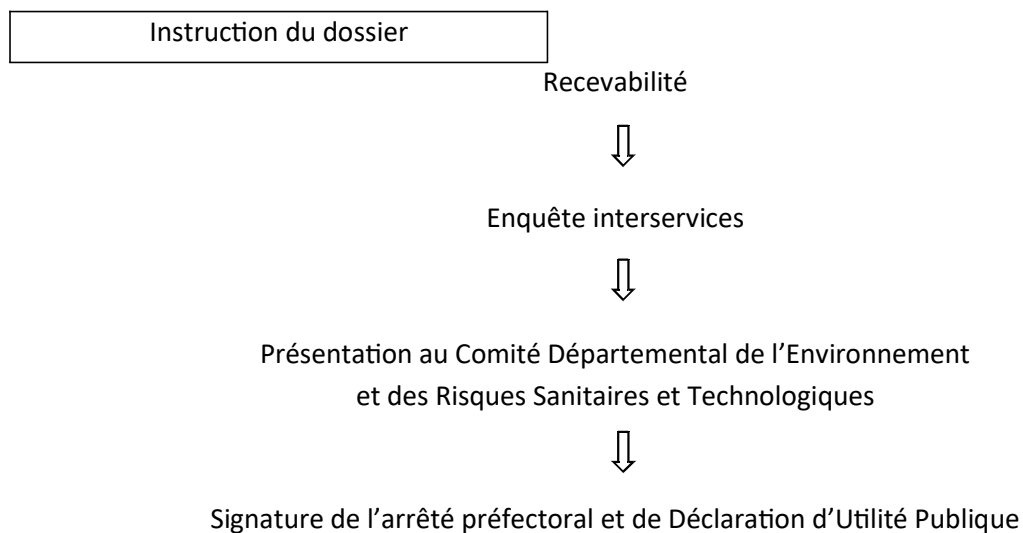 Instruction du dossier
Recevabilité
Enquête interservices
Présentation au Comité Départemental de l’Environnement
et des Risques Sanitaires et Technologiques
Signature de l’arrêté préfectoral et de Déclaration d’Utilité Publique